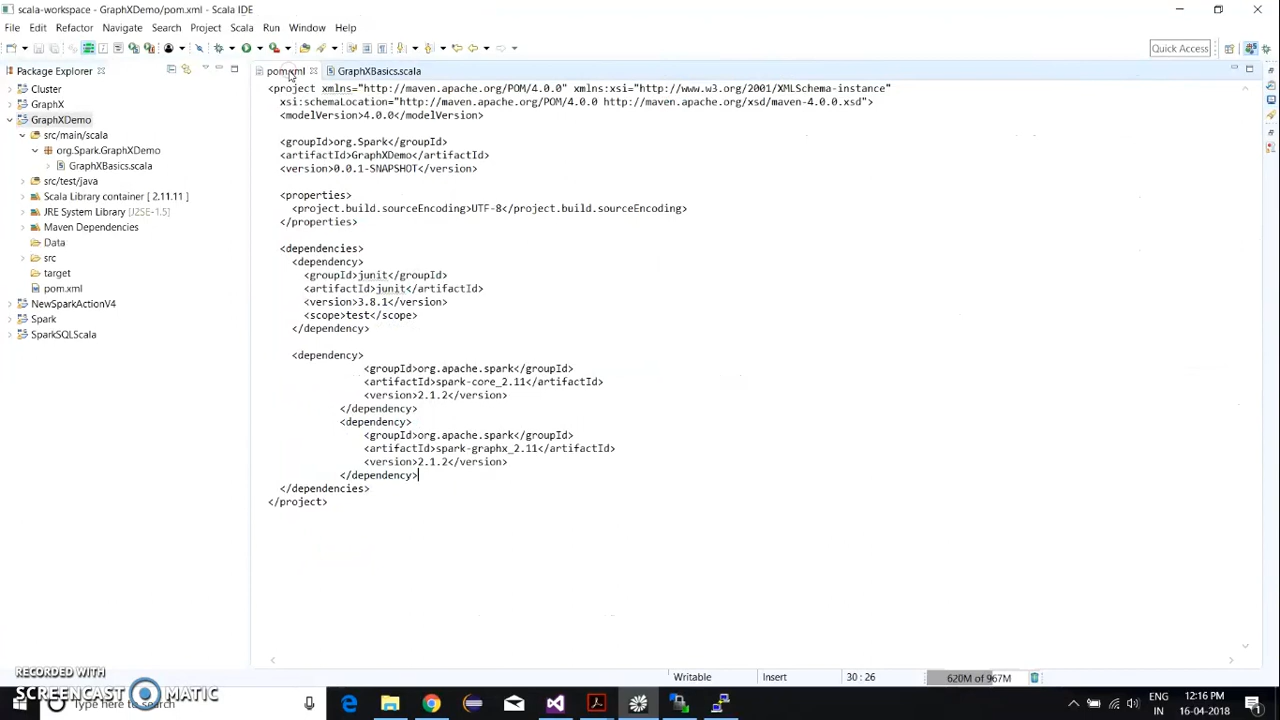 scala-workspace - GraphXDemo/pom.xml - Scala IDE
File Edit Refactor Navigate Search Project Scala Run Window Help
Quick Access
Package Explorer
pom.xml
GraphXBasics.scala
Cluster
GraphX
GraphXDemo
src/main/scala
org.Spark.GraphXDemo
GraphXBasics.scala
src/test/java
Scala Library container [ 2.11.11 ]
JRE System Library [J2SE-1.5]
Maven Dependencies
Data
src
target
pom.xml
NewSparkActionV4
Spark
SparkSQLScala
<project xmlns="http://maven.apache.org/POM/4.0.0" xmlns:xsi="http://www.w3.org/2001/XMLSchema-instance"
xsi:schemaLocation="http://maven.apache.org/POM/4.0.0 http://maven.apache.org/xsd/maven-4.0.0.xsd">
<modelVersion>4.0.0</modelVersion>
<groupId>org.Spark</groupId>
<artifactId>GraphXDemo</artifactId>
<version>0.0.1-SNAPSHOT</version>
<properties>
<project.build.sourceEncoding>UTF-8</project.build.sourceEncoding>
</properties>
<dependencies>
<dependency>
<groupId>junit</groupId>
<artifactId>junit</artifactId>
<version>3.8.1</version>
<scope>test</scope>
</dependency>
<dependency>
<groupId>org.apache.spark</groupId>
<artifactId>spark-core_2.11</artifactId>
<version>2.1.2</version>
</dependency>
<dependency>
<groupId>org.apache.spark</groupId>
<artifactId>spark-graphx_2.11</artifactId>
<version>2.1.2</version>
</dependency>
</dependencies>
</project>
Writable
Insert
30 : 26
620M of 967M
RECORDED WITH
SCREENCAST MATIC
Type here to search
ENG
IN
12:16 PM
16-04-2018
1